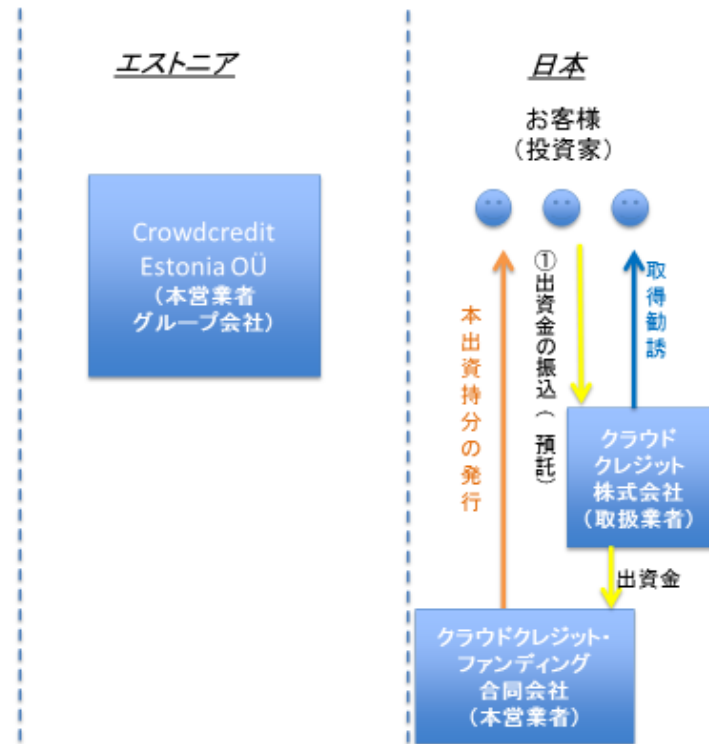 エストニア
日本
お客様
（投資家）
Crowdcredit
Estonia OÜ
（本営業者
グループ会社）
本出資持分の発行
①出資金の振込（預託）
取得勧誘
クラウド
クレジット
株式会社
（取扱業者）
出資金
クラウドクレジット・
ファンディング
合同会社
（本営業者）